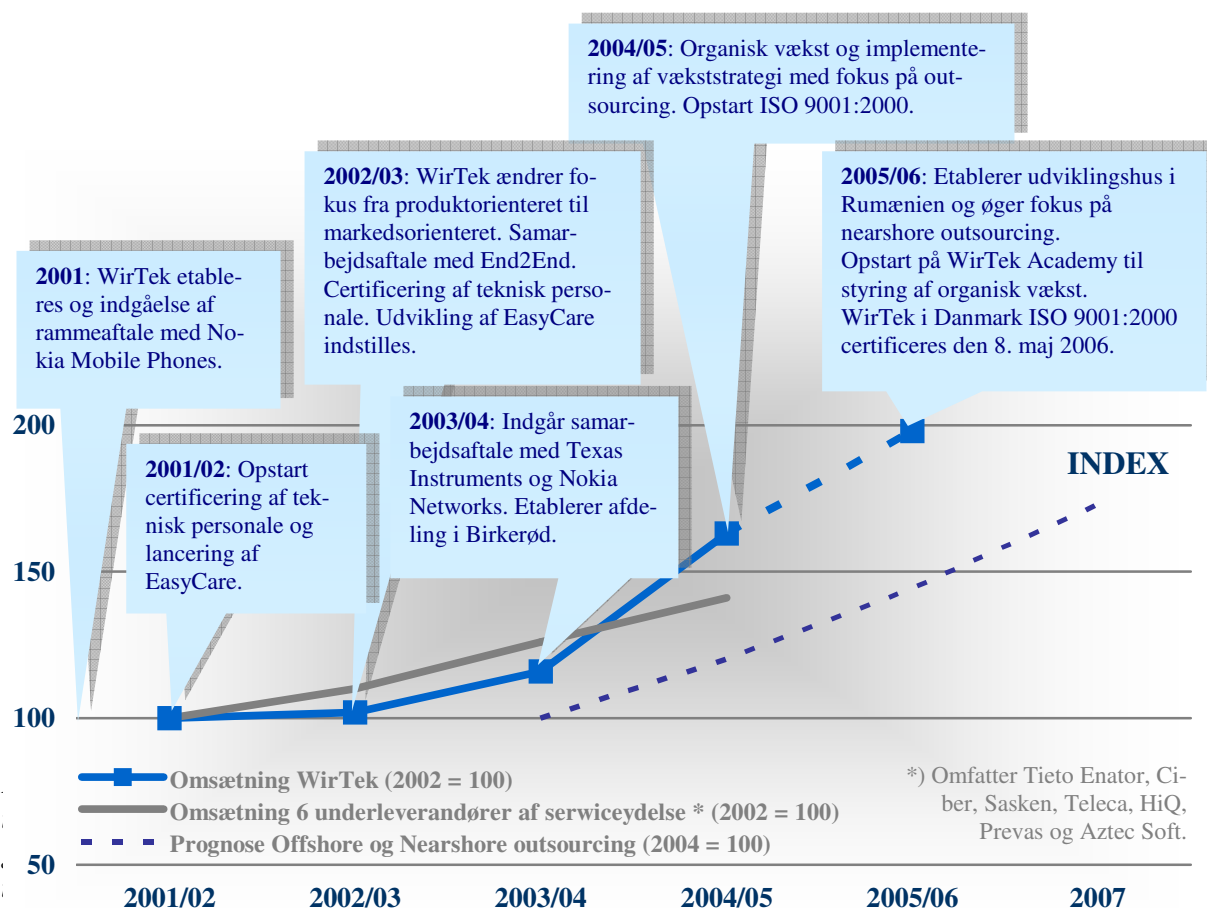 2004/05: Organisk vækst og implemente-
ring af vækststrategi med fokus på out-
sourcing. Opstart ISO 9001:2000.
2002/03: WirTek ændrer fo-
kus fra produktorienteret til
markedsorienteret. Samar-
bejdsaftale med End2End.
Certificering af teknisk perso-
nale. Udvikling af EasyCare
indstilles.
2005/06: Etablerer udviklingshus i
Rumænien og øger fokus på
nearshore outsourcing.
Opstart på WirTek Academy til
styring af organisk vækst.
WirTek i Danmark ISO 9001:2000
certificeres den 8. maj 2006.
2001: WirTek etable-
res og indgåelse af
rammeaftale med No-
kia Mobile Phones.
2003/04: Indgår samar-
bejdsaftale med Texas
Instruments og Nokia
Networks. Etablerer afde-
ling i Birkerød.
2001/02: Opstart
certificering af tek-
nisk personale og
lancering af
EasyCare.
200
INDEX
150
100
Omsætning WirTek (2002 = 100)
Omsætning 6 underleverandører af serwiceydelse * (2002 = 100)
Prognose Offshore og Nearshore outsourcing (2004 = 100)
*) Omfatter Tieto Enator, Ci-
ber, Sasken, Teleca, HiQ,
Prevas og Aztec Soft.
50
2001/02 2002/03 2003/04 2004/05 2005/06 2007